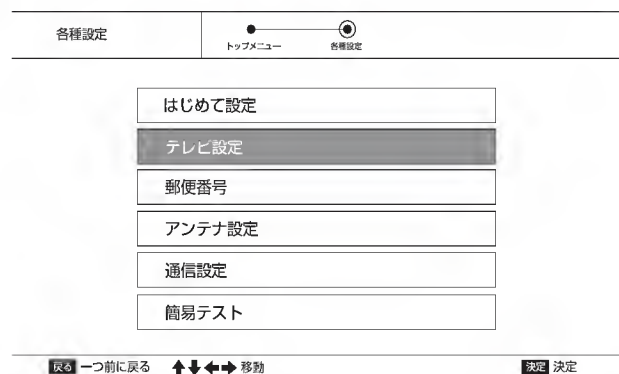 各種設定
トップメニュー 各種設定
はじめて設定
テレビ設定
郵便番号
アンテナ設定
通信設定
簡易テスト
戻る 一つ前に戻る 移動 決定 決定